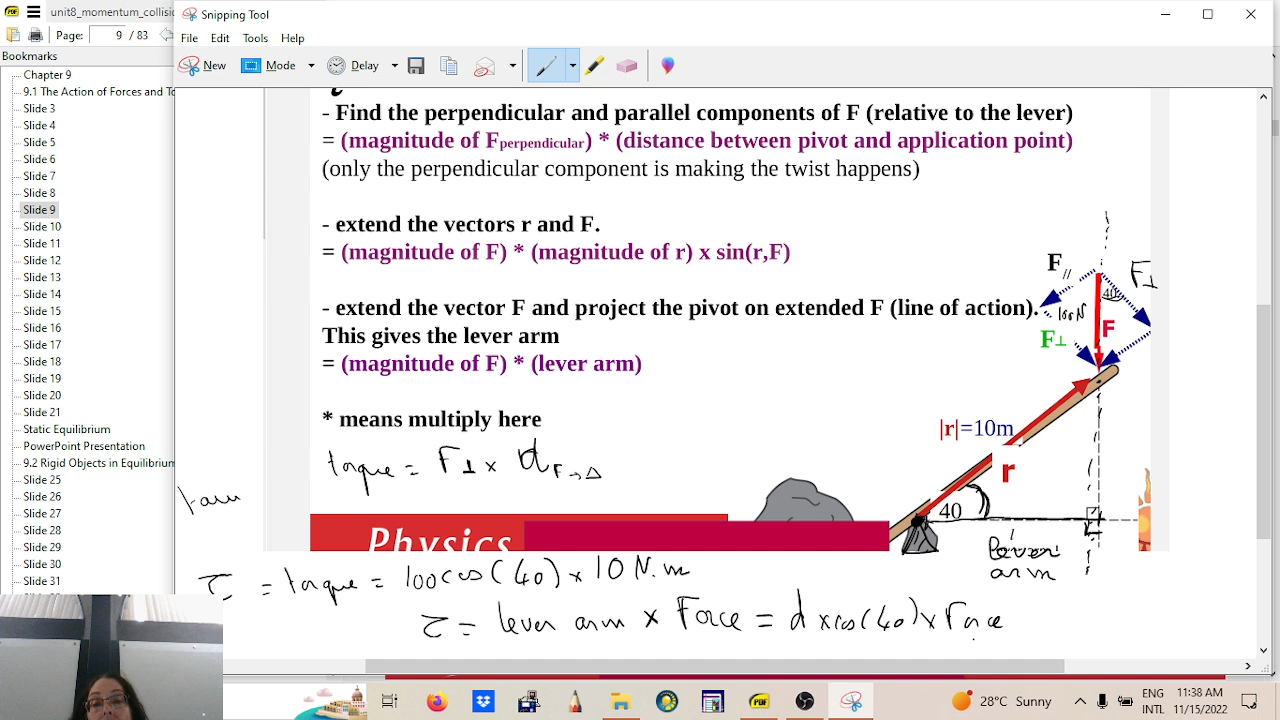 unit8_momentum_collisio
Snipping Tool
Page: 9 / 83
File Edit Tools Help
Bookmarks
New Mode Delay
Chapter 9
9.1 The Action of Forces and To
Slide 3
Slide 4
Slide 5
Slide 6
Slide 7
Slide 8
Slide 9
Slide 10
Slide 11
Slide 12
Slide 13
Slide 14
Slide 15
Slide 16
Slide 17
Slide 18
Slide 19
Slide 20
Slide 21
Static Equilibrium
PowerPoint Presentation
9.2 Rigid Objects in Equilibrium
Slide 25
Slide 26
Slide 27
Slide 28
Slide 29
Slide 30
Slide 31
- Find the perpendicular and parallel components of F (relative to the lever)
= (magnitude of Fperpendicular) * (distance between pivot and application point)
(only the perpendicular component is making the twist happens)
- extend the vectors r and F.
= (magnitude of F) * (magnitude of r) x sin(r,F)
- extend the vector F and project the pivot on extended F (line of action).
This gives the lever arm
= (magnitude of F) * (lever arm)
* means multiply here
torque = F⊥ × d F→Δ
F//
F⊥
40
100N
F
F⊥
|r|=10m
r
40
lever
arm
Physics
τ = torque = 100 cos(40) × 10 N.m
τ = lever arm × Force = d × cos(40) × Force
28°C Sunny
ENG
INTL
11:38 AM
11/15/2022